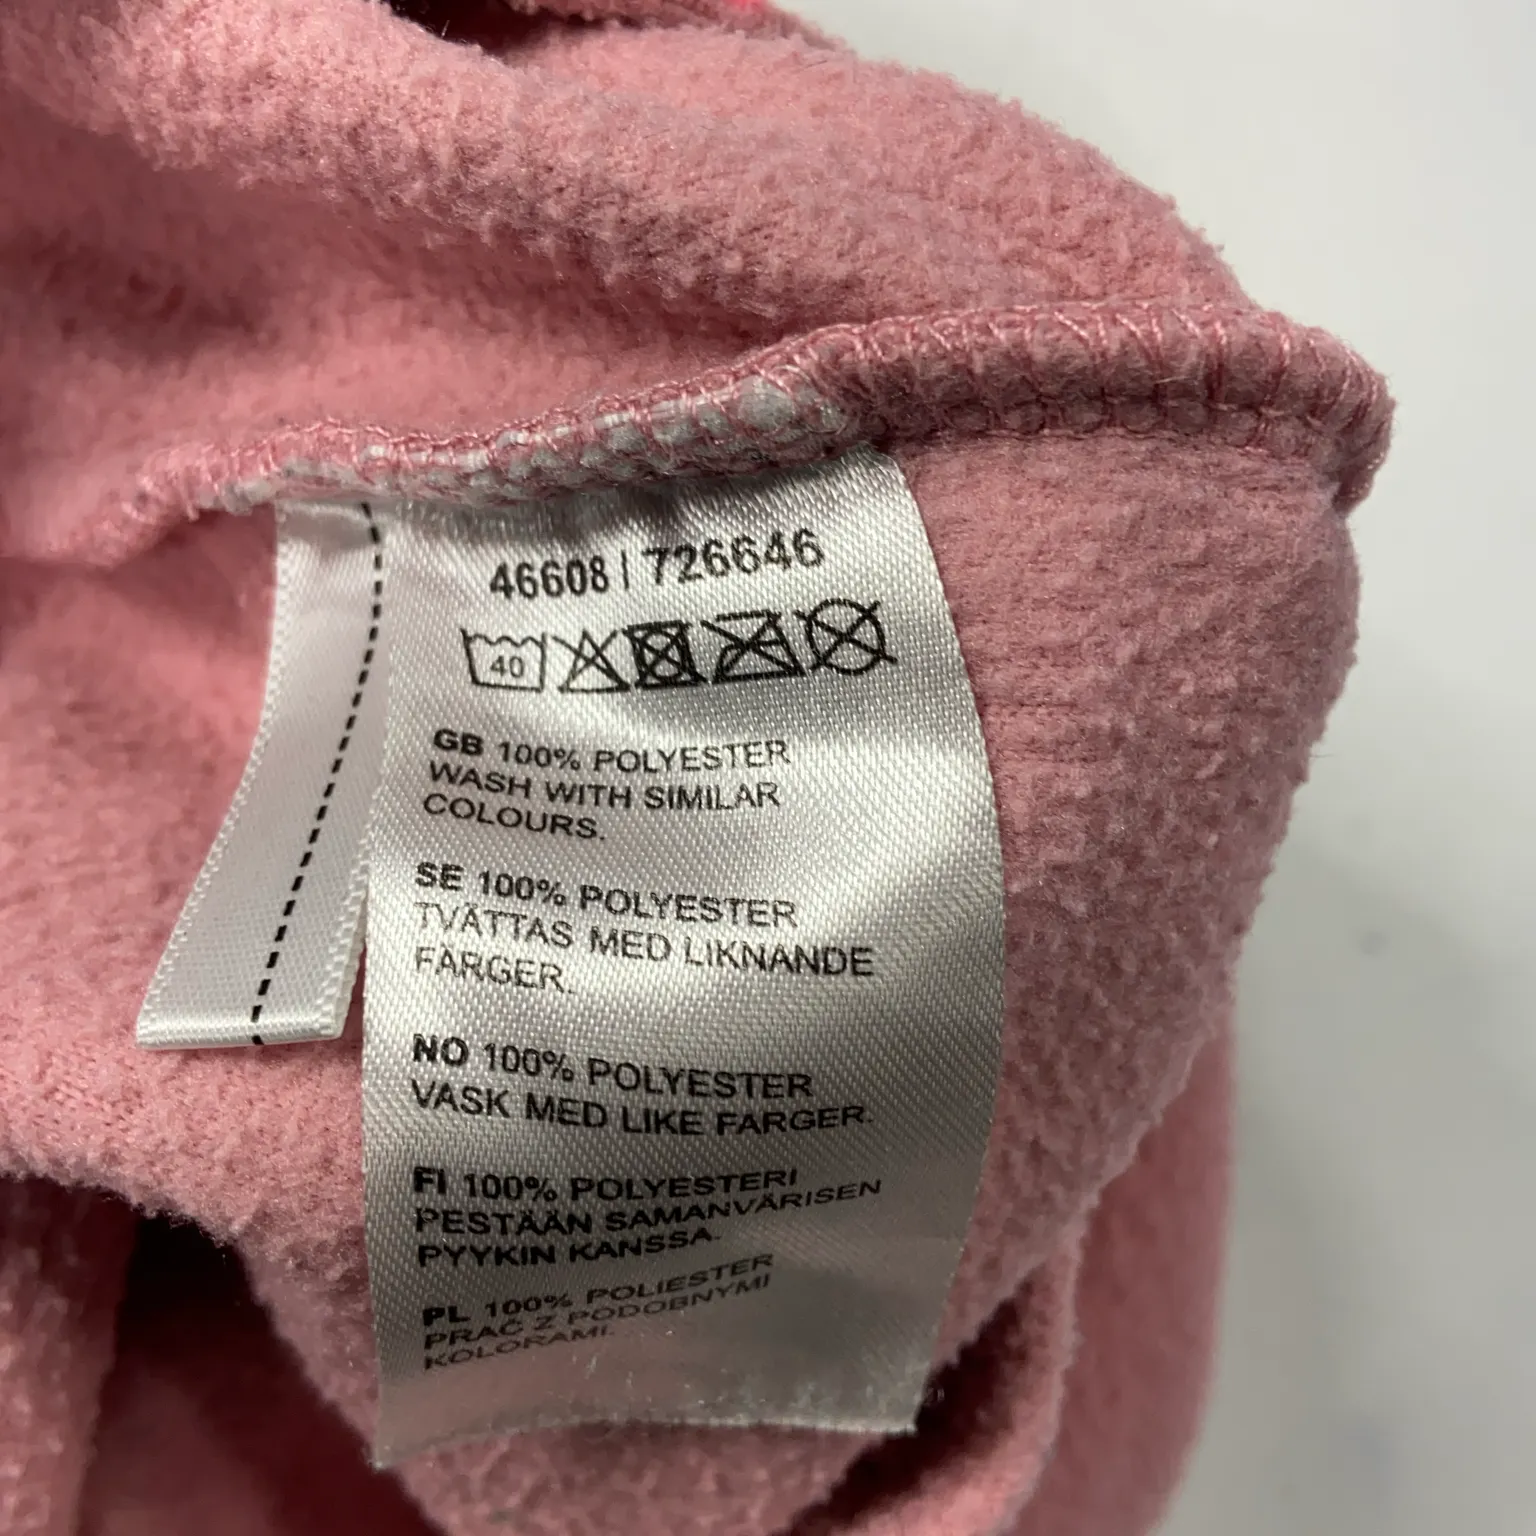 46608 | 726646
40
GB 100% POLYESTER
WASH WITH SIMILAR
COLOURS.
SE 100% POLYESTER
TVÄTTAS MED LIKNANDE
FÄRGER.
NO 100% POLYESTER
VASK MED LIKE FARGER.
FI 100% POLYESTERI
PESTÄÄN SAMANVÄRISEN
PYYKIN KANSSA.
PL 100% POLIESTER
PRAĆ Z PODOBNYMI
KOLORAMI.